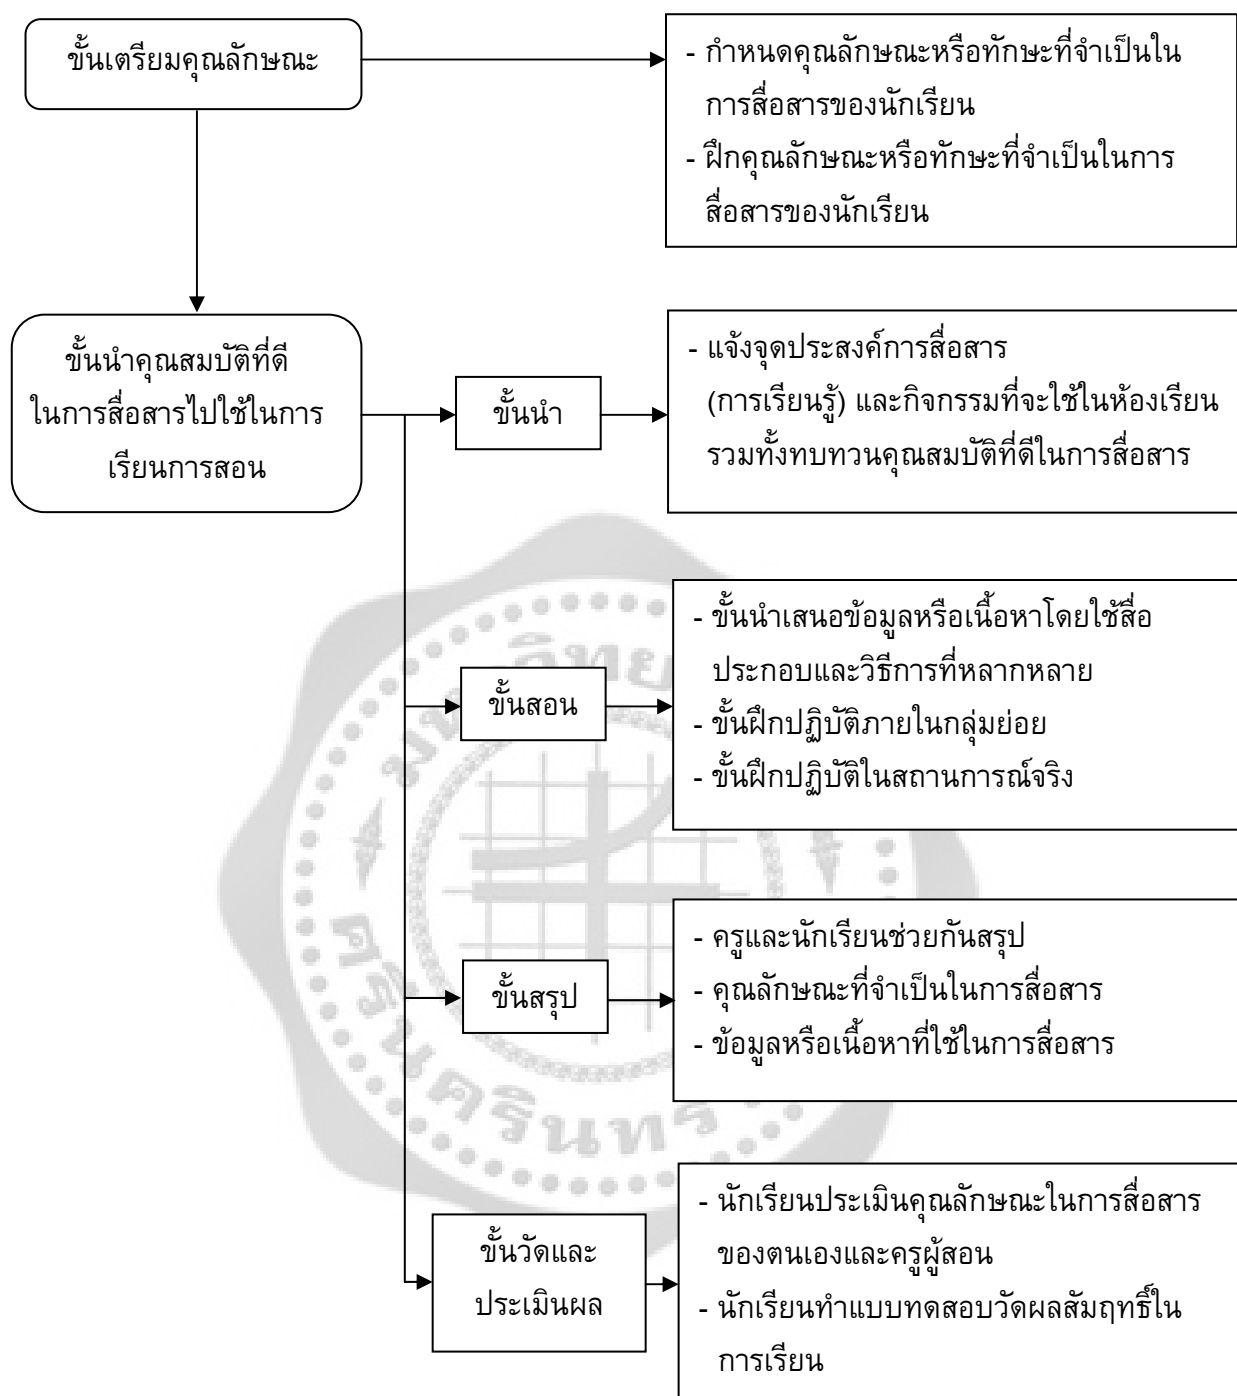 ขั้นเตรียมคุณลักษณะ
- กำหนดคุณลักษณะหรือทักษะที่จำเป็นใน
การสื่อสารของนักเรียน
- ฝึกคุณลักษณะหรือทักษะที่จำเป็นในการ
สื่อสารของนักเรียน
ขั้นนำคุณสมบัติที่ดี
ในการสื่อสารไปใช้ในการ
เรียนการสอน
ขั้นนำ
- แจ้งจุดประสงค์การสื่อสาร
(การเรียนรู้) และกิจกรรมที่จะใช้ในห้องเรียน
รวมทั้งทบทวนคุณสมบัติที่ดีในการสื่อสาร
ขั้นสอน
- ขั้นนำเสนอข้อมูลหรือเนื้อหาโดยใช้สื่อ
ประกอบและวิธีการที่หลากหลาย
- ขั้นฝึกปฏิบัติภายในกลุ่มย่อย
- ขั้นฝึกปฏิบัติในสถานการณ์จริง
ขั้นสรุป
- ครูและนักเรียนช่วยกันสรุป
- คุณลักษณะที่จำเป็นในการสื่อสาร
- ข้อมูลหรือเนื้อหาที่ใช้ในการสื่อสาร
ขั้นวัดและ
ประเมินผล
- นักเรียนประเมินคุณลักษณะในการสื่อสาร
ของตนเองและครูผู้สอน
- นักเรียนทำแบบทดสอบวัดผลสัมฤทธิ์ใน
การเรียน